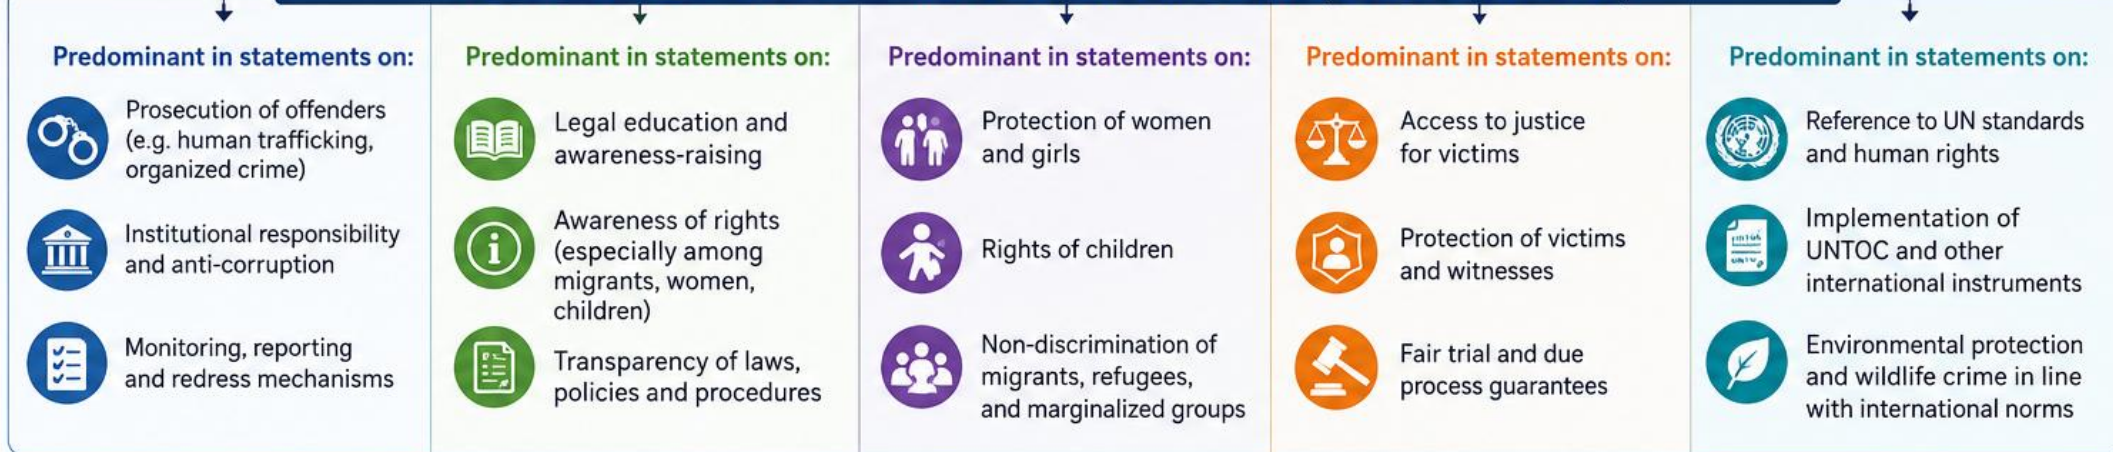 Predominant in statements on:
Prosecution of offenders
(e.g. human trafficking,
organized crime)
Institutional responsibility
and anti-corruption
Monitoring, reporting
and redress mechanisms
Predominant in statements on:
Legal education and
awareness-raising
Awareness of rights
(especially among
migrants, women,
children)
Transparency of laws,
policies and procedures
Predominant in statements on:
Protection of women
and girls
Rights of children
Non-discrimination of
migrants, refugees,
and marginalized groups
Predominant in statements on:
Access to justice
for victims
Protection of victims
and witnesses
Fair trial and due
process guarantees
Predominant in statements on:
Reference to UN standards
and human rights
Implementation of
UNTOC and other
international instruments
Environmental protection
and wildlife crime in line
with international norms